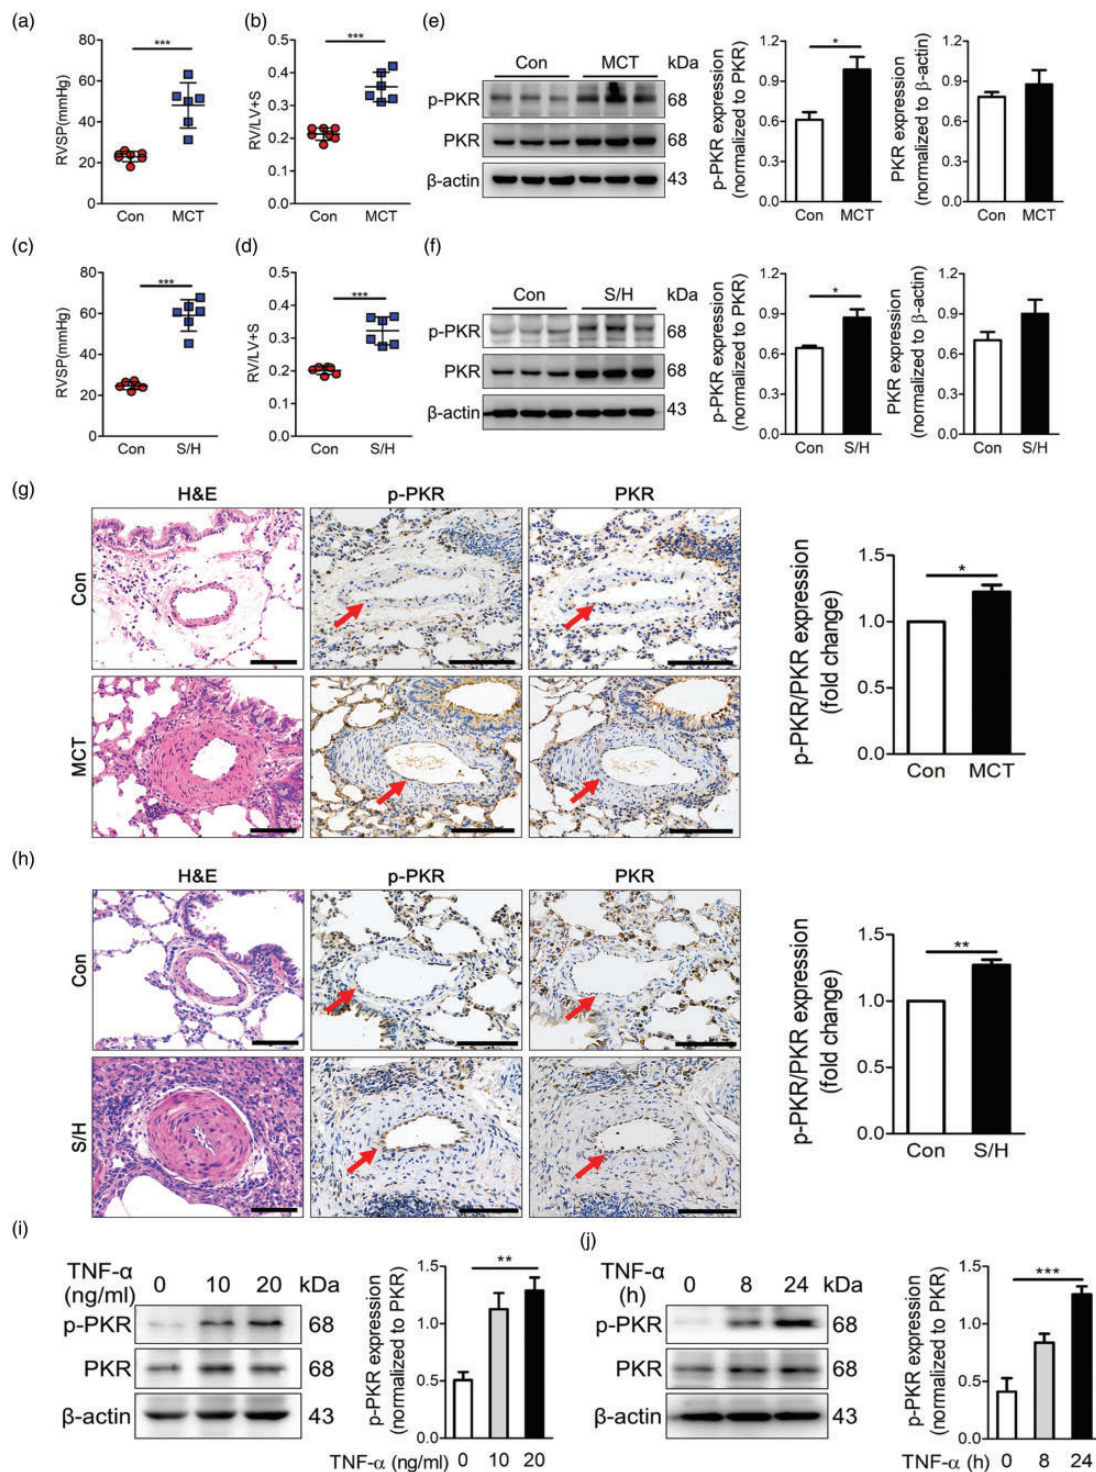 (a)
RVSP(mmHg)
80
60
40
20
0
***
Con
MCT
(b)
RV/LV+S
0.5
0.4
0.3
0.2
0.1
0.0
***
Con
MCT
(e)
Con
MCT
kDa
p-PKR
68
PKR
68
β-actin
43
p-PKR expression
(normalized to PKR)
1.2
0.9
0.6
0.3
0.0
*
Con
MCT
PKR expression
(normalized to β-actin)
1.2
0.9
0.6
0.3
0.0
Con
MCT
(c)
RVSP(mmHg)
80
60
40
20
0
***
Con
S/H
(d)
RV/LV+S
0.5
0.4
0.3
0.2
0.1
0.0
***
Con
S/H
(f)
Con
S/H
kDa
p-PKR
68
PKR
68
β-actin
43
p-PKR expression
(normalized to PKR)
1.2
0.9
0.6
0.3
0.0
*
Con
S/H
PKR expression
(normalized to β-actin)
1.2
0.9
0.6
0.3
0.0
Con
S/H
(g)
H&E
p-PKR
PKR
Con
MCT
p-PKR/PKR expression
(fold change)
1.5
1.0
0.5
0.0
*
Con
MCT
(h)
H&E
p-PKR
PKR
Con
S/H
p-PKR/PKR expression
(fold change)
1.5
1.0
0.5
0.0
**
Con
S/H
(i)
TNF-α
(ng/ml)
0 10 20 kDa
p-PKR
68
PKR
68
β-actin
43
p-PKR expression
(normalized to PKR)
1.5
1.0
0.5
0.0
**
TNF-α (ng/ml) 0 10 20
(j)
TNF-α
(h)
0 8 24 kDa
p-PKR
68
PKR
68
β-actin
43
p-PKR expression
(normalized to PKR)
1.5
1.0
0.5
0.0
***
TNF-α (h) 0 8 24